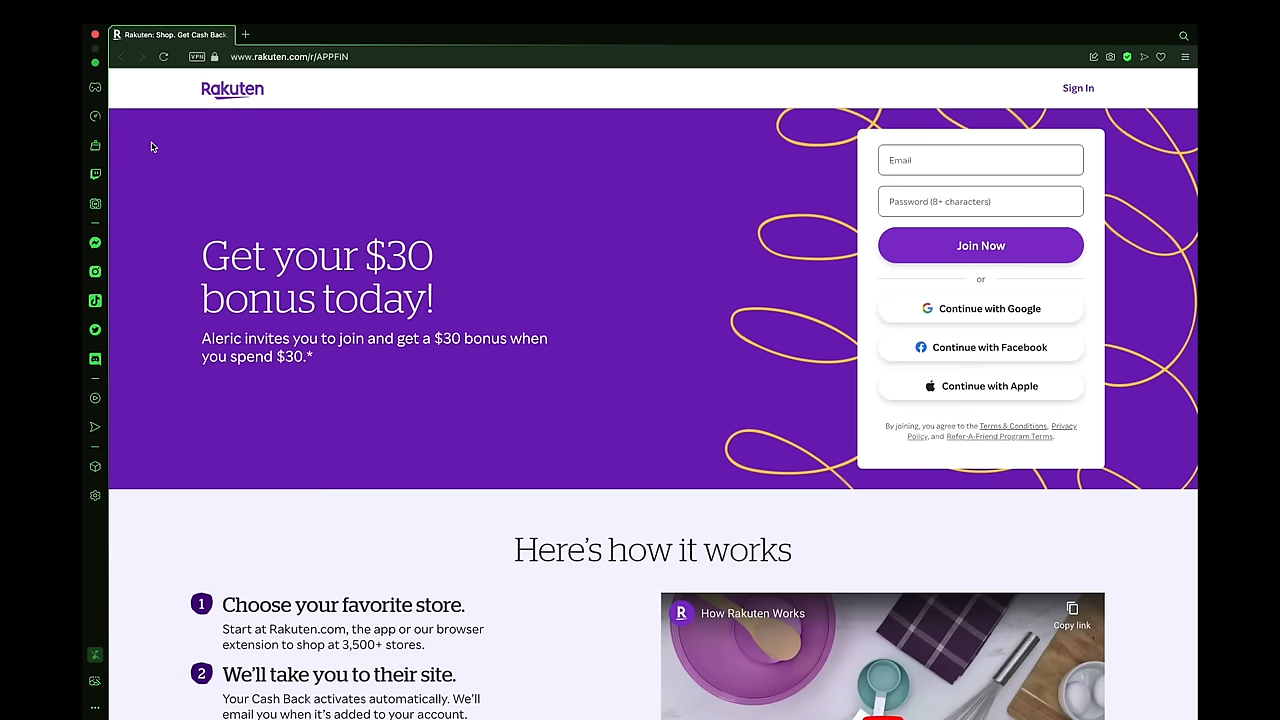 Rakuten: Shop. Get Cash Back.
VPN
www.rakuten.com/r/APPFIN
Rakuten
Sign In
Get your $30
bonus today!
Aleric invites you to join and get a $30 bonus when
you spend $30.*
Email
Password (8+ characters)
Join Now
or
Continue with Google
Continue with Facebook
Continue with Apple
By joining, you agree to the Terms & Conditions, Privacy
Policy, and Refer-A-Friend Program Terms.
Here's how it works
1 Choose your favorite store.
Start at Rakuten.com, the app or our browser
extension to shop at 3,500+ stores.
2 We'll take you to their site.
Your Cash Back activates automatically. We'll
email you when it's added to your account.
R How Rakuten Works
Copy link